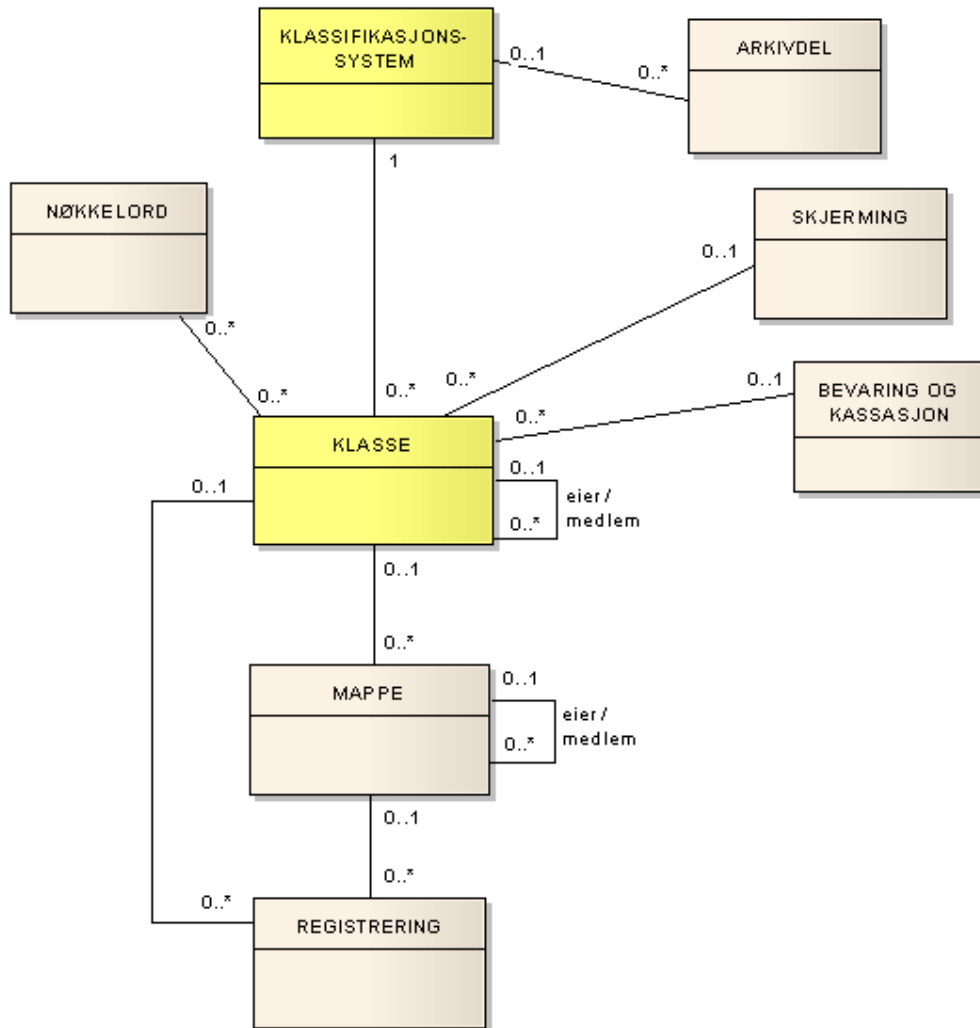 KLASSIFIKASJONS-
SYSTEM
0..1
0..*
ARKIVDEL
1
NØKKELORD
SKJERMING
0..1
0..*
0..*
0..*
0..*
0..1
BEVARING OG
KASSASJON
0..*
KLASSE
0..1
0..1
eier/
medlem
0..*
0..1
0..*
MAPPE
0..1
eier/
medlem
0..*
0..1
0..*
0..*
REGISTRERING